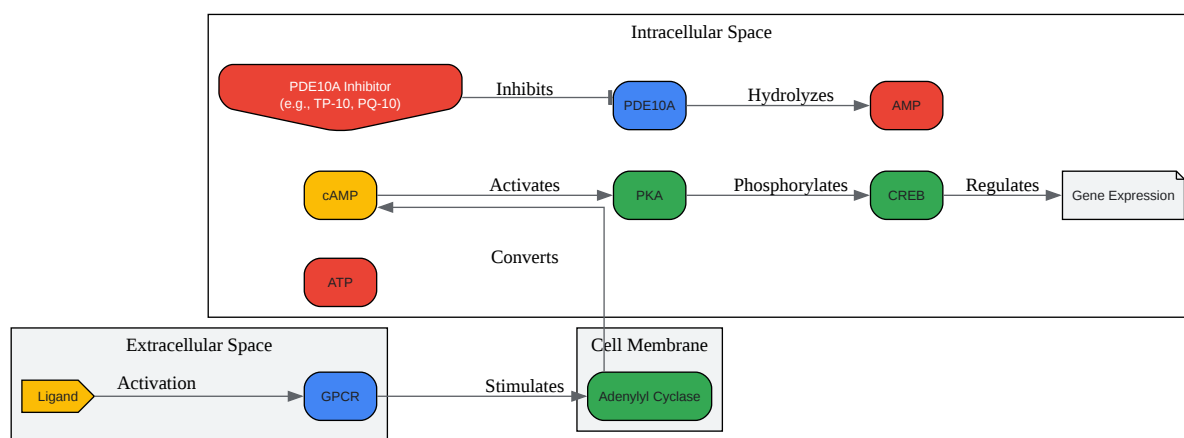 Intracellular Space
PDE10A Inhibitor
(e.g., TP-10, PQ-10)
Inhibits
PDE10A
Hydrolyzes
AMP
cAMP
Activates
PKA
Phosphorylates
CREB
Regulates
Gene Expression
Converts
ATP
Extracellular Space
Cell Membrane
Ligand
Activation
GPCR
Stimulates
Adenylyl Cyclase